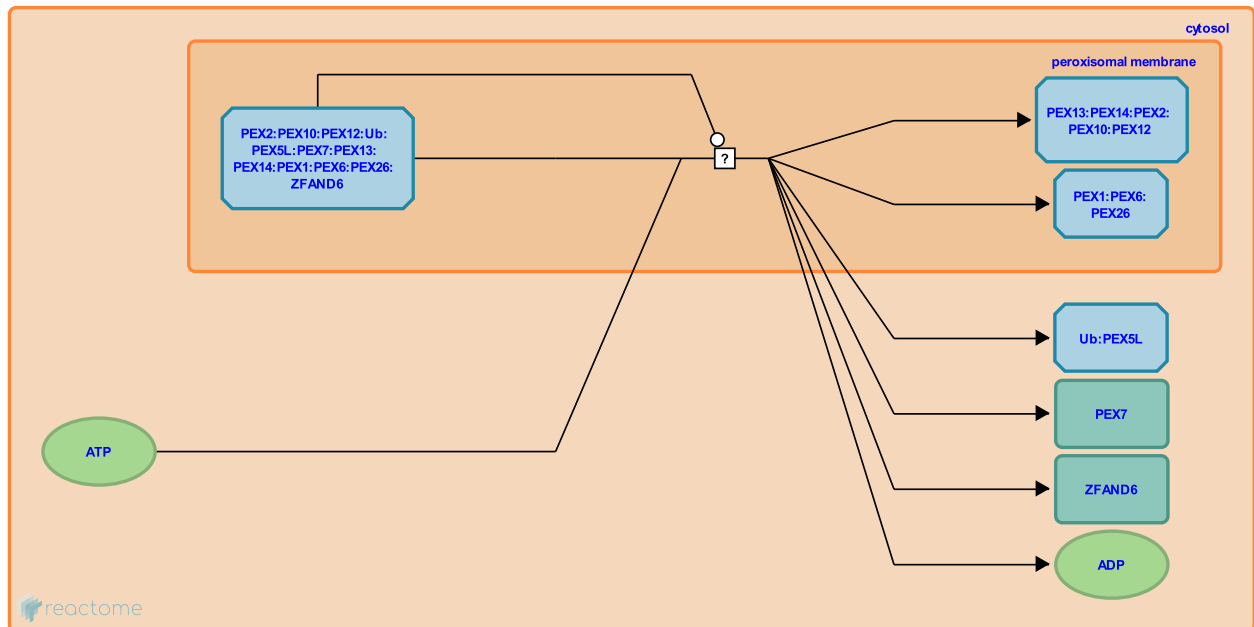 cytosol
peroxisomal membrane
PEX2:PEX10:PEX12:Ub:
PEX5L:PEX7:PEX13:
PEX14:PEX1:PEX6:PEX26:
ZFAND6
?
PEX13:PEX14:PEX2:
PEX10:PEX12
PEX1:PEX6:
PEX26
Ub:PEX5L
PEX7
ATP
ZFAND6
ADP
reactome